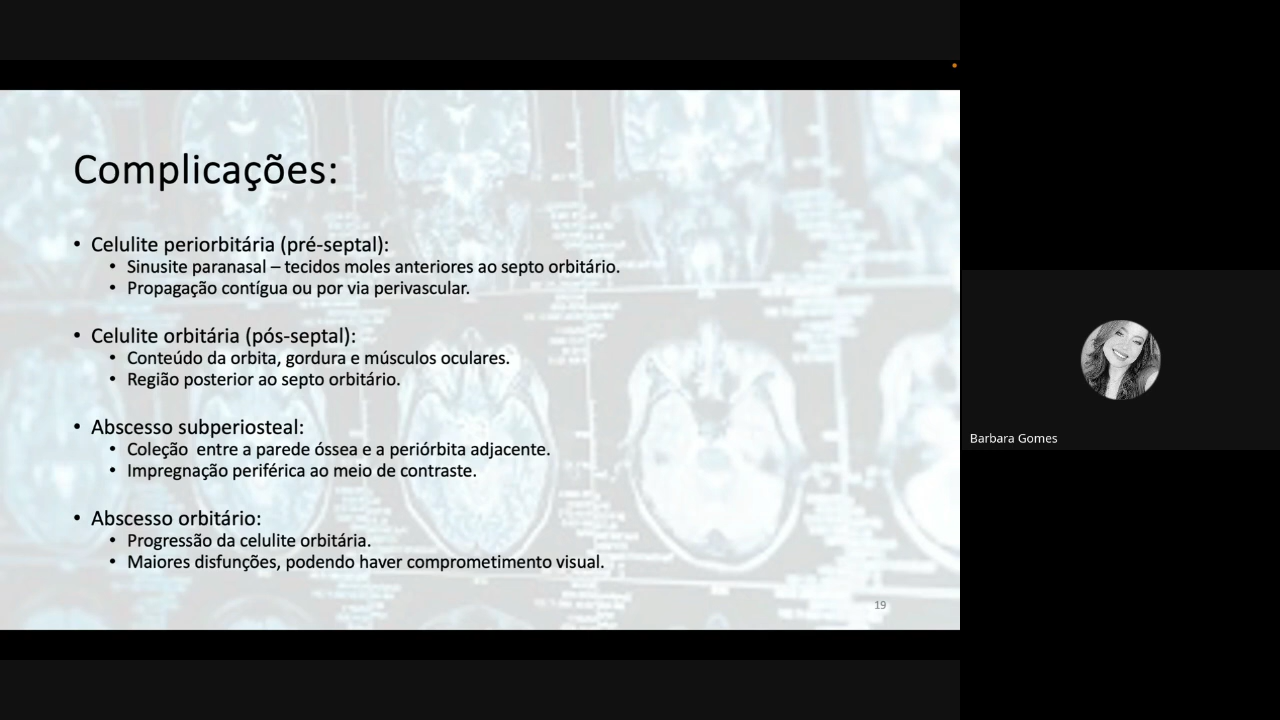 Complicações:
• Celulite periorbitária (pré-septal):
• Sinusite paranasal – tecidos moles anteriores ao septo orbitário.
• Propagação contígua ou por via perivascular.
• Celulite orbitária (pós-septal):
• Conteúdo da orbita, gordura e músculos oculares.
• Região posterior ao septo orbitário.
• Abscesso subperiosteal:
• Coleção  entre a parede óssea e a periórbita adjacente.
• Impregnação periférica ao meio de contraste.
• Abscesso orbitário:
• Progressão da celulite orbitária.
• Maiores disfunções, podendo haver comprometimento visual.
19
Barbara Gomes